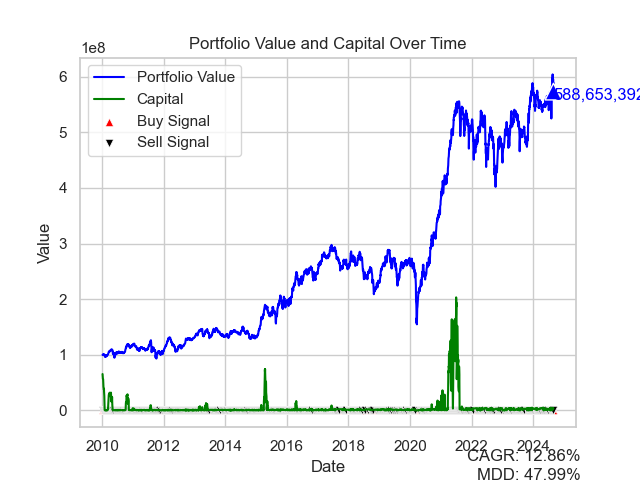 Portfolio Value and Capital Over Time
1e8
Portfolio Value
Capital
Buy Signal
Sell Signal
6
5
4
3
2
1
0
Value
588,653,392
2010 2012 2014 2016 2018 2020 2022 2024
Date
CAGR: 12.86%
MDD: 47.99%